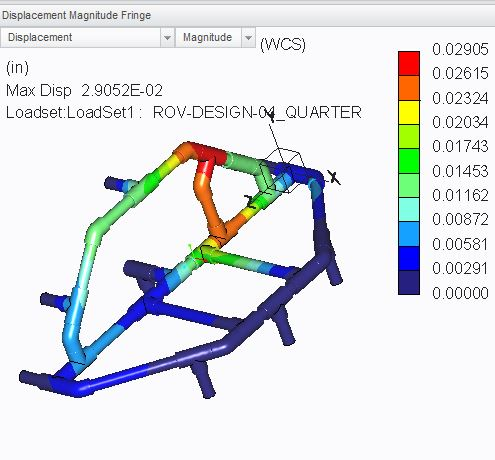 Displacement Magnitude Fringe
Displacement Magnitude (WCS)
(in)
Max Disp 2.9052E-02
Loadset:LoadSet1 : ROV-DESIGN-04_QUARTER
0.02905
0.02615
0.02324
0.02034
0.01743
0.01453
0.01162
0.00872
0.00581
0.00291
0.00000
Y
X
Z